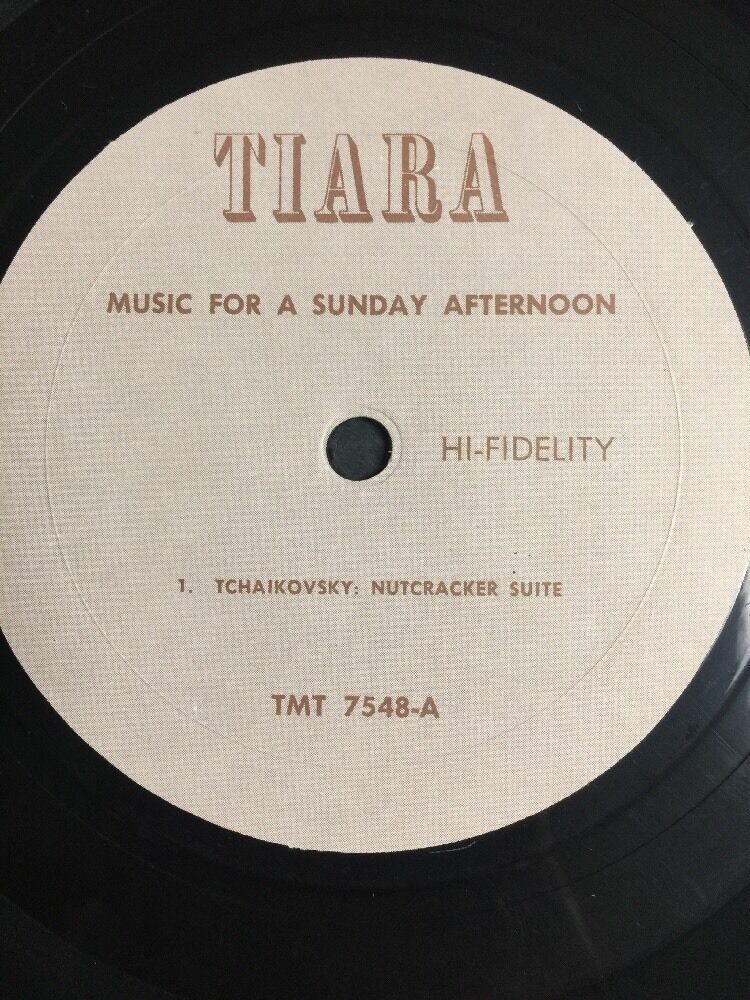 TIARA
MUSIC FOR A SUNDAY AFTERNOON
HI-FIDELITY
1. TCHAIKOVSKY: NUTCRACKER SUITE
TMT 7548-A